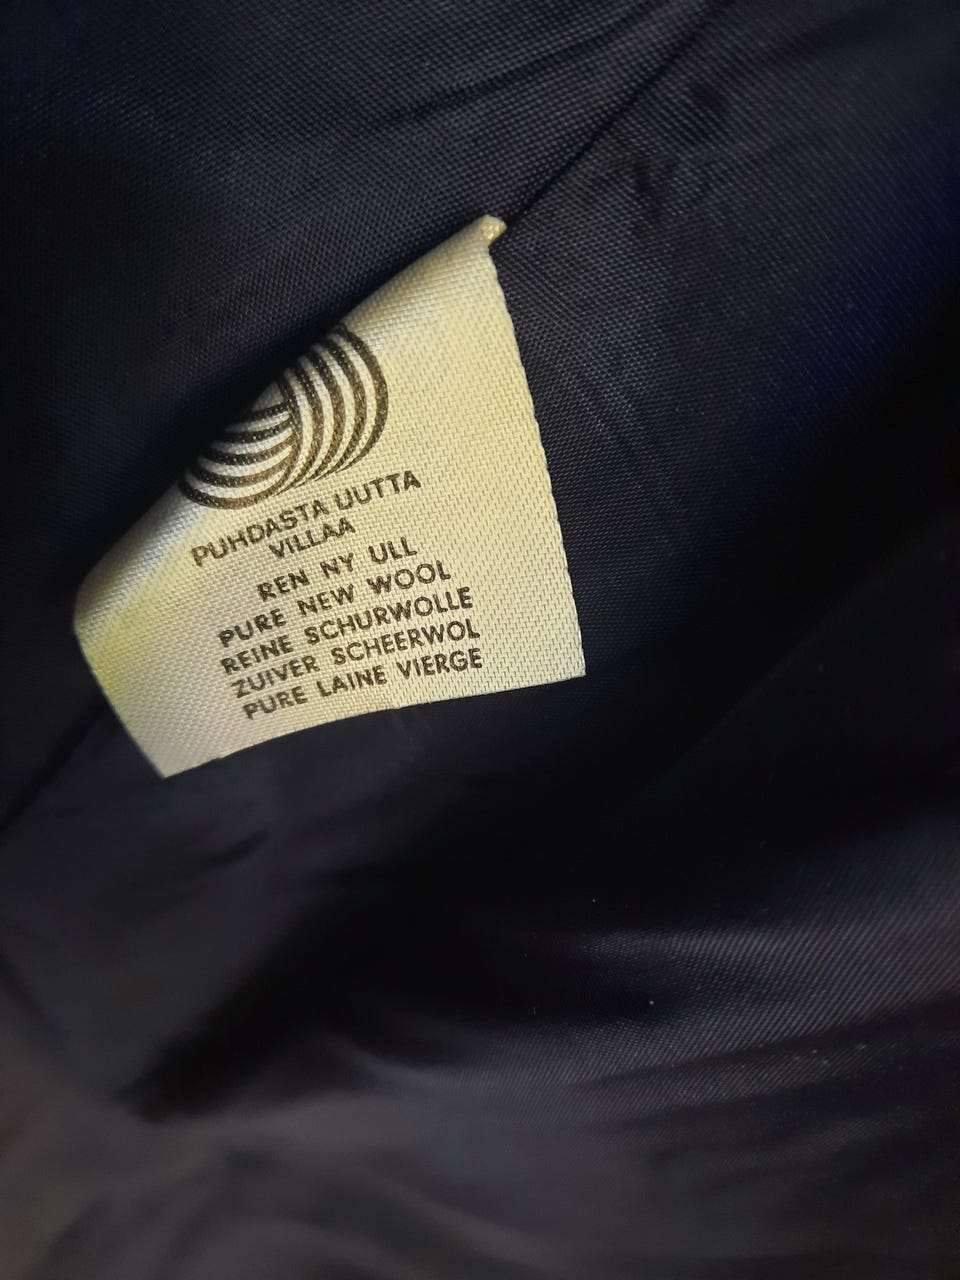 PUHDASTA UUTTA
VILLAA
REN NY ULL
PURE NEW WOOL
REINE SCHURWOLLE
ZUIVER SCHEERWOL
PURE LAINE VIERGE